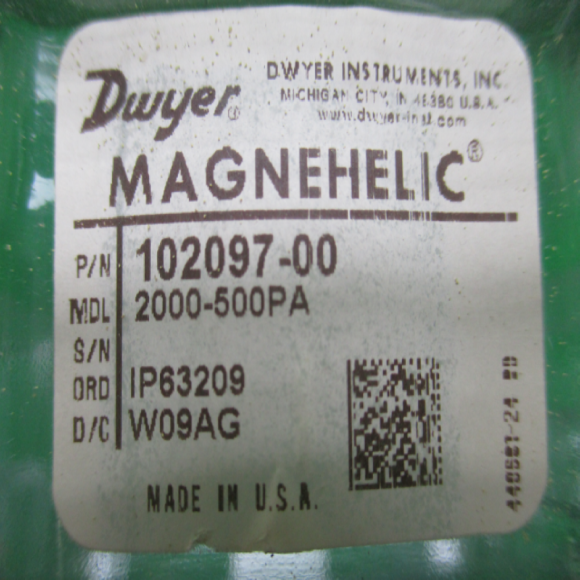 Dwyer®
DWYER INSTRUMENTS, INC.
MICHIGAN CITY, IN 46360 U.S.A.
www.dwyer-inst.com
MAGNEHELIC®
P/N 102097-00
MDL 2000-500PA
S/N
ORD IP63209
D/C W09AG
MADE IN U.S.A.